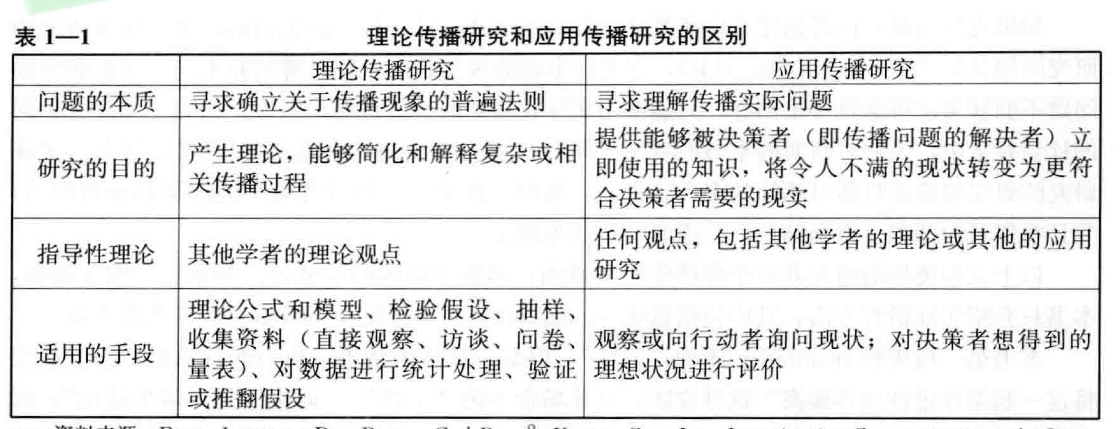 表 1—1 理论传播研究和应用传播研究的区别
理论传播研究 应用传播研究
问题的本质 寻求确立关于传播现象的普遍法则 寻求理解传播实际问题
研究的目的
产生理论，能够简化和解释复杂或相
关传播过程
提供能够被决策者（即传播问题的解决者）立
即使用的知识，将令人不满的现状转变为更符
合决策者需要的现实
指导性理论 其他学者的理论观点
任何观点，包括其他学者的理论或其他的应用
研究
适用的手段
理论公式和模型、检验假设、抽样、
收集资料（直接观察、访谈、问卷、
量表）、对数据进行统计处理、验证
或推翻假设
观察或向行动者询问现状；对决策者想得到的
理想状况进行评价